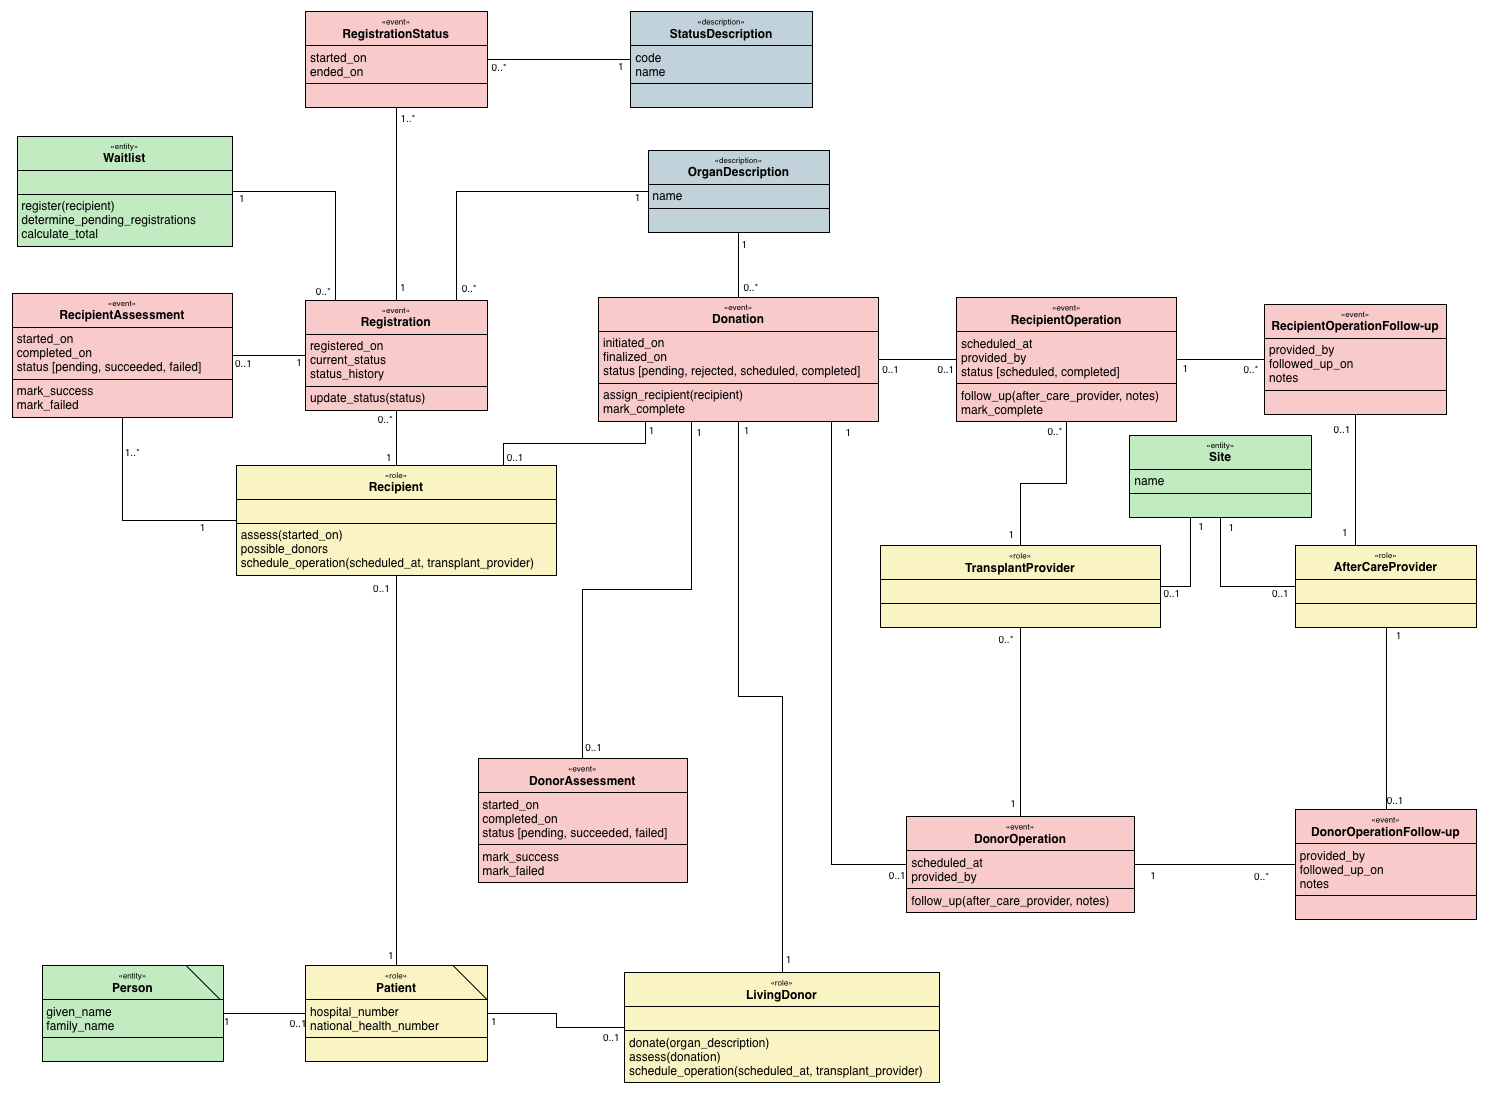 «event»
RegistrationStatus
started_on
ended_on
«description»
StatusDescription
code
name
0..*
1
1..*
«entity»
Waitlist
register(recipient)
determine_pending_registrations
calculate_total
1
«description»
OrganDescription
name
1
1
0..*
1
0..*
0..*
«event»
RecipientAssessment
started_on
completed_on
status [pending, succeeded, failed]
mark_success
mark_failed
0..1
1
«event»
Registration
registered_on
current_status
status_history
update_status(status)
«event»
Donation
initiated_on
finalized_on
status [pending, rejected, scheduled, completed]
assign_recipient(recipient)
mark_complete
0..1
0..1
«event»
RecipientOperation
scheduled_at
provided_by
status [scheduled, completed]
follow_up(after_care_provider, notes)
mark_complete
1
0..*
«event»
RecipientOperationFollow-up
provided_by
followed_up_on
notes
0..*
1
1
1
1
1
0..*
0..1
1..*
1
0..1
«role»
Recipient
assess(started_on)
possible_donors
schedule_operation(scheduled_at, transplant_provider)
1
0..1
«entity»
Site
name
1
1
1
1
«role»
TransplantProvider
0..1
0..1
«role»
AfterCareProvider
0..*
1
0..1
«event»
DonorAssessment
started_on
completed_on
status [pending, succeeded, failed]
mark_success
mark_failed
1
0..1
«event»
DonorOperation
scheduled_at
provided_by
follow_up(after_care_provider, notes)
0..1
1
0..*
«event»
DonorOperationFollow-up
provided_by
followed_up_on
notes
1
1
«entity»
Person
given_name
family_name
1
0..1
«role»
Patient
hospital_number
national_health_number
1
0..1
«role»
LivingDonor
donate(organ_description)
assess(donation)
schedule_operation(scheduled_at, transplant_provider)